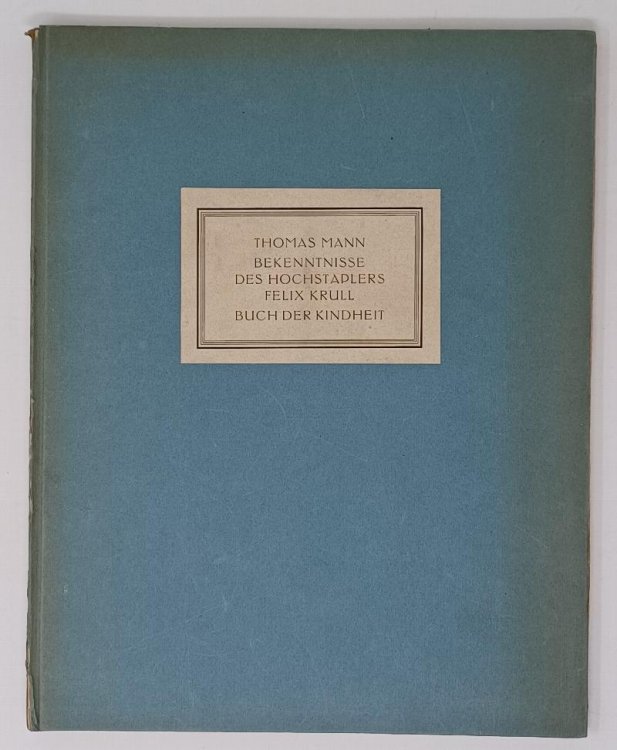 THOMAS MANN
BEKENNTNISSE
DES HOCHSTAPLERS
FELIX KRULL
BUCH DER KINDHEIT